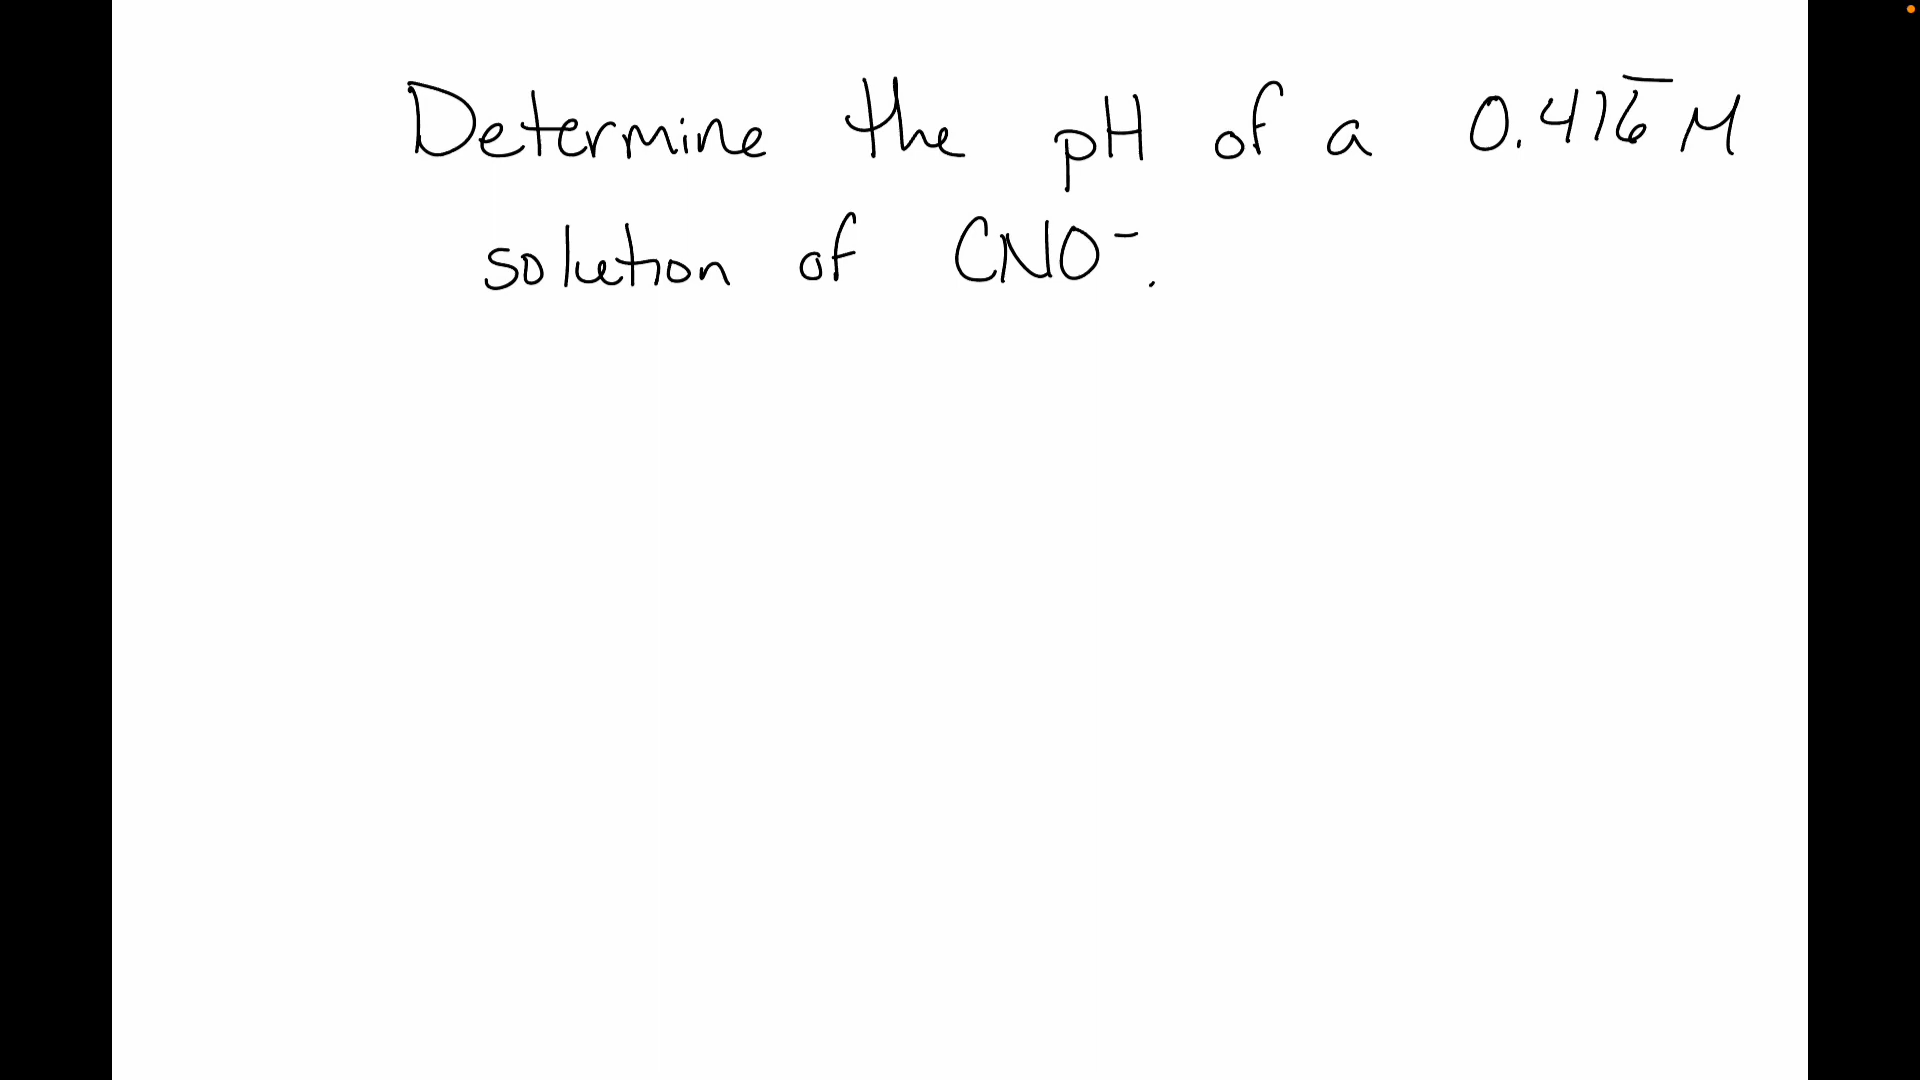 Determine the pH of a 0.416̅ M
solution of CNO⁻.